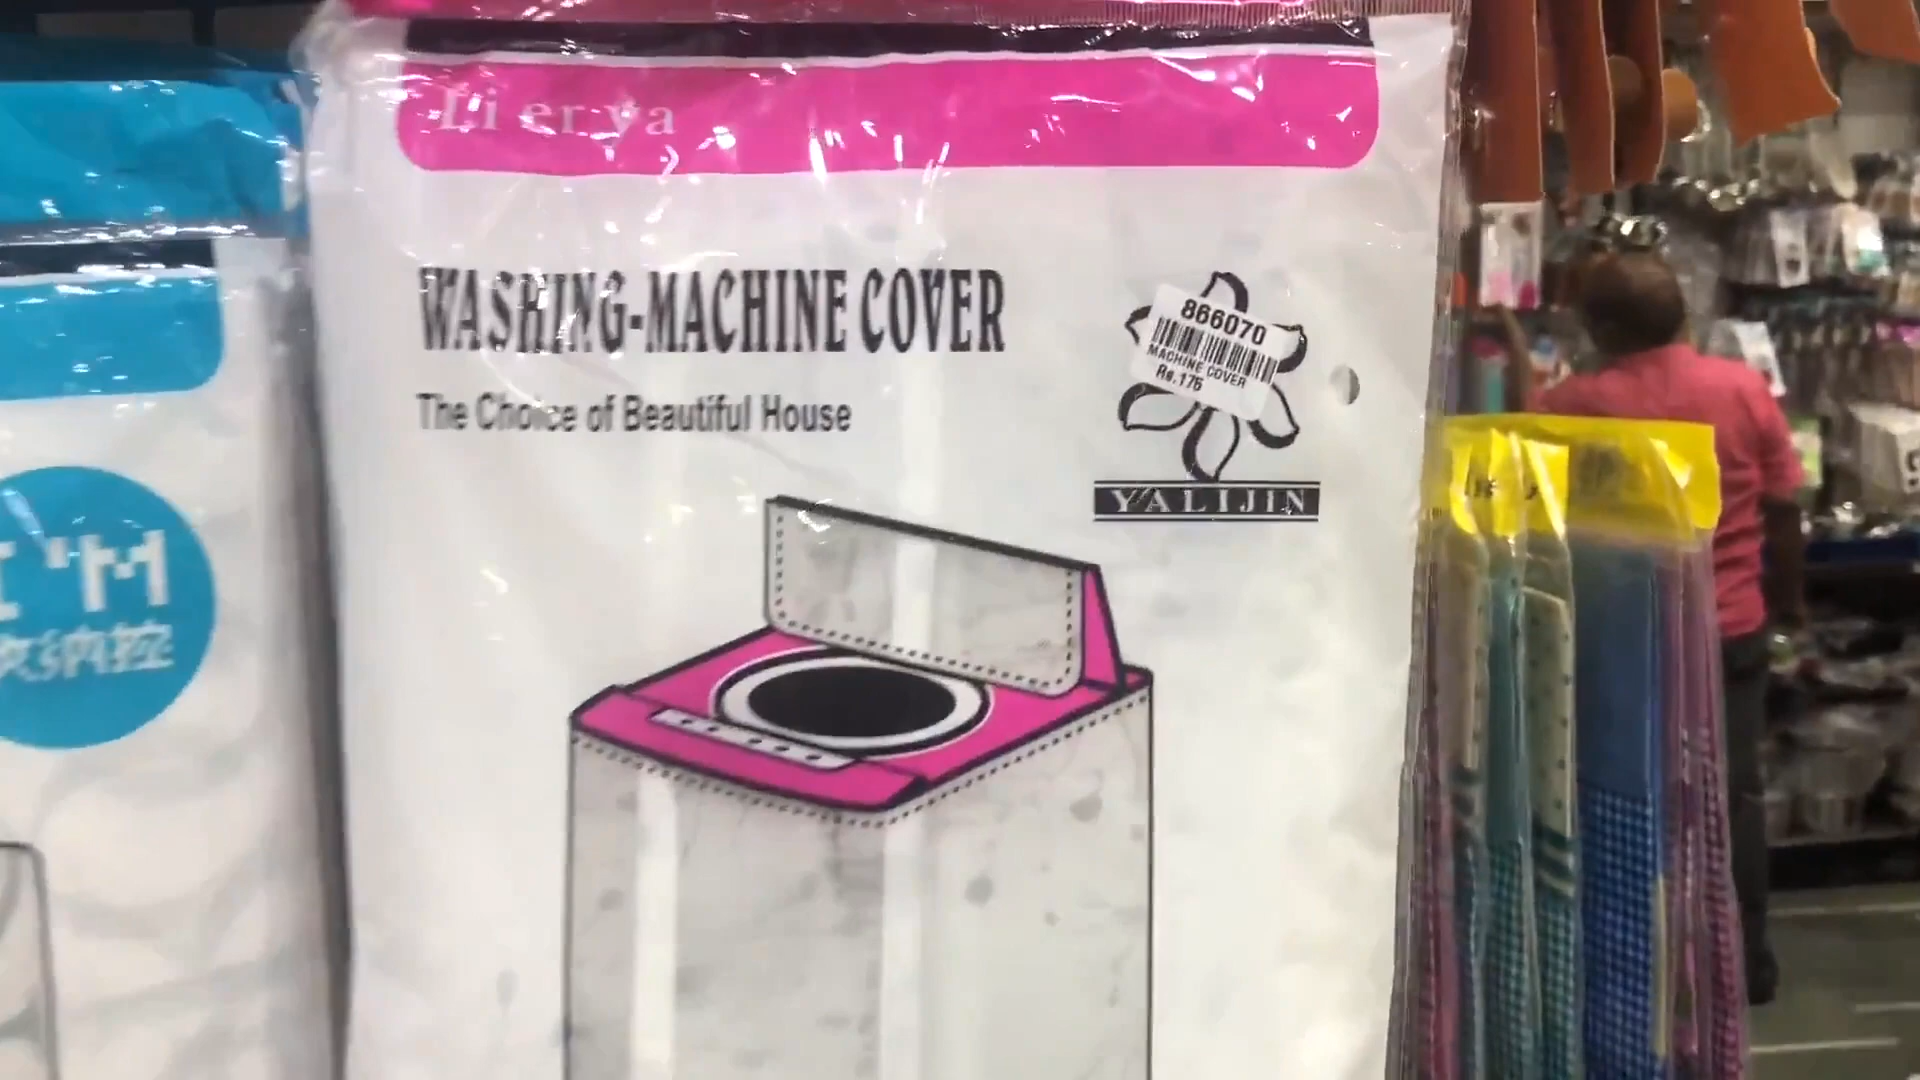 Li er ya
WASHING-MACHINE COVER
The Choice of Beautiful House
866070
MACHINE COVER
Rs.175
YALIJIN
I'M